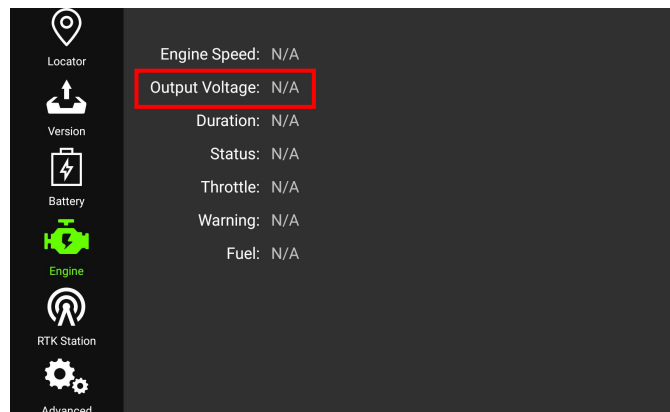 Locator
Version
Battery
Engine
RTK Station
Advanced
Engine Speed: N/A
Output Voltage: N/A
Duration: N/A
Status: N/A
Throttle: N/A
Warning: N/A
Fuel: N/A